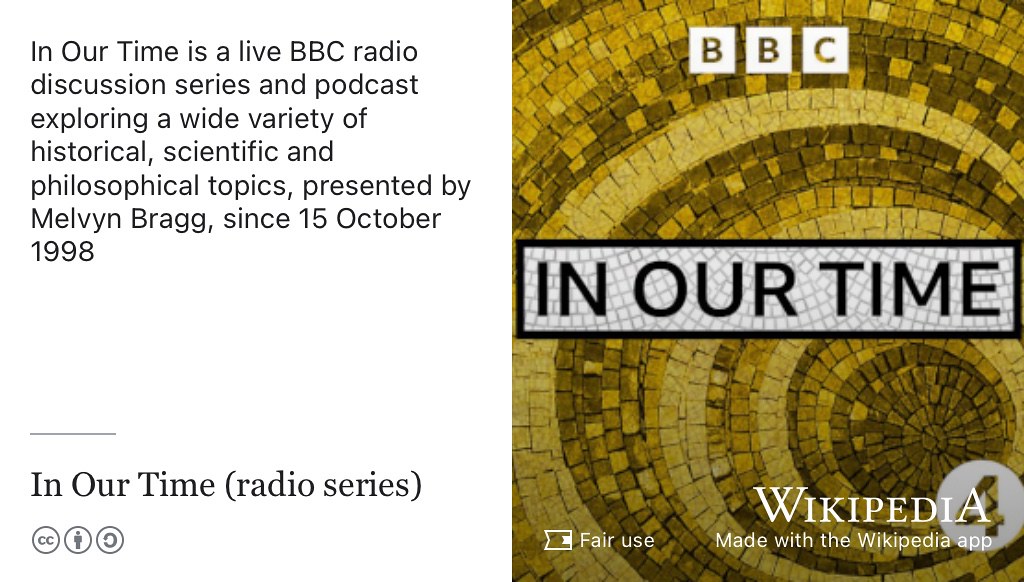 In Our Time is a live BBC radio
discussion series and podcast
exploring a wide variety of
historical, scientific and
philosophical topics, presented by
Melvyn Bragg, since 15 October
1998
In Our Time (radio series)
cc
BBC
IN OUR TIME
4
WIKIPEDIA
Fair use
Made with the Wikipedia app